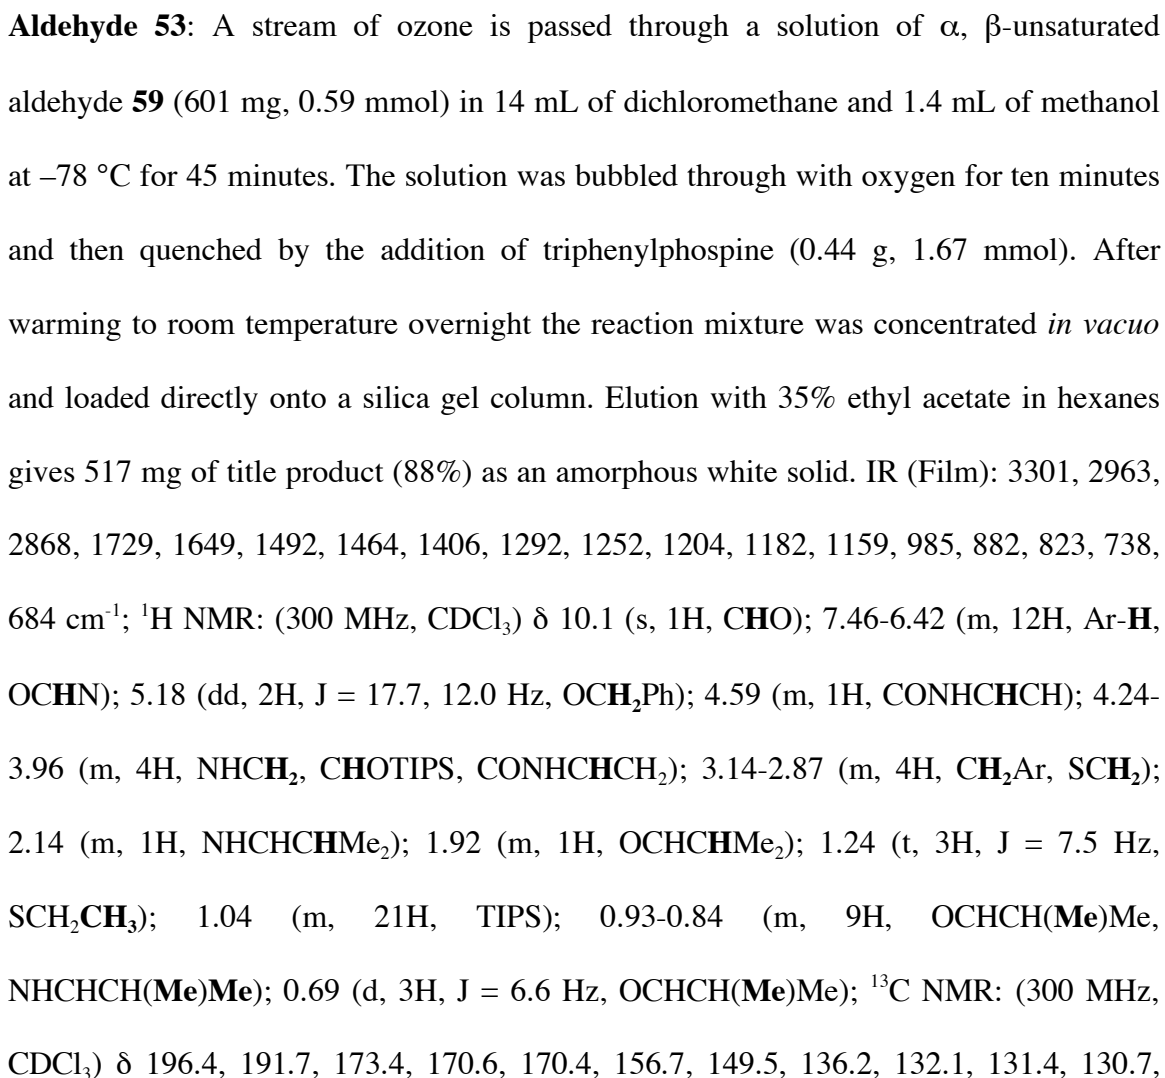 Aldehyde 53: A stream of ozone is passed through a solution of α, β-unsaturated
aldehyde 59 (601 mg, 0.59 mmol) in 14 mL of dichloromethane and 1.4 mL of methanol
at –78 °C for 45 minutes. The solution was bubbled through with oxygen for ten minutes
and then quenched by the addition of triphenylphospine (0.44 g, 1.67 mmol). After
warming to room temperature overnight the reaction mixture was concentrated in vacuo
and loaded directly onto a silica gel column. Elution with 35% ethyl acetate in hexanes
gives 517 mg of title product (88%) as an amorphous white solid. IR (Film): 3301, 2963,
2868, 1729, 1649, 1492, 1464, 1406, 1292, 1252, 1204, 1182, 1159, 985, 882, 823, 738,
684 cm⁻¹; ¹H NMR: (300 MHz, CDCl₃) δ 10.1 (s, 1H, CHO); 7.46-6.42 (m, 12H, Ar-H,
OCHN); 5.18 (dd, 2H, J = 17.7, 12.0 Hz, OCH₂Ph); 4.59 (m, 1H, CONHCHCH); 4.24-
3.96 (m, 4H, NHCH₂, CHOTIPS, CONHCHCH₂); 3.14-2.87 (m, 4H, CH₂Ar, SCH₂);
2.14 (m, 1H, NHCHCHMe₂); 1.92 (m, 1H, OCHCHMe₂); 1.24 (t, 3H, J = 7.5 Hz,
SCH₂CH₃); 1.04 (m, 21H, TIPS); 0.93-0.84 (m, 9H, OCHCH(Me)Me,
NHCHCH(Me)Me); 0.69 (d, 3H, J = 6.6 Hz, OCHCH(Me)Me); ¹³C NMR: (300 MHz,
CDCl₃) δ 196.4, 191.7, 173.4, 170.6, 170.4, 156.7, 149.5, 136.2, 132.1, 131.4, 130.7,